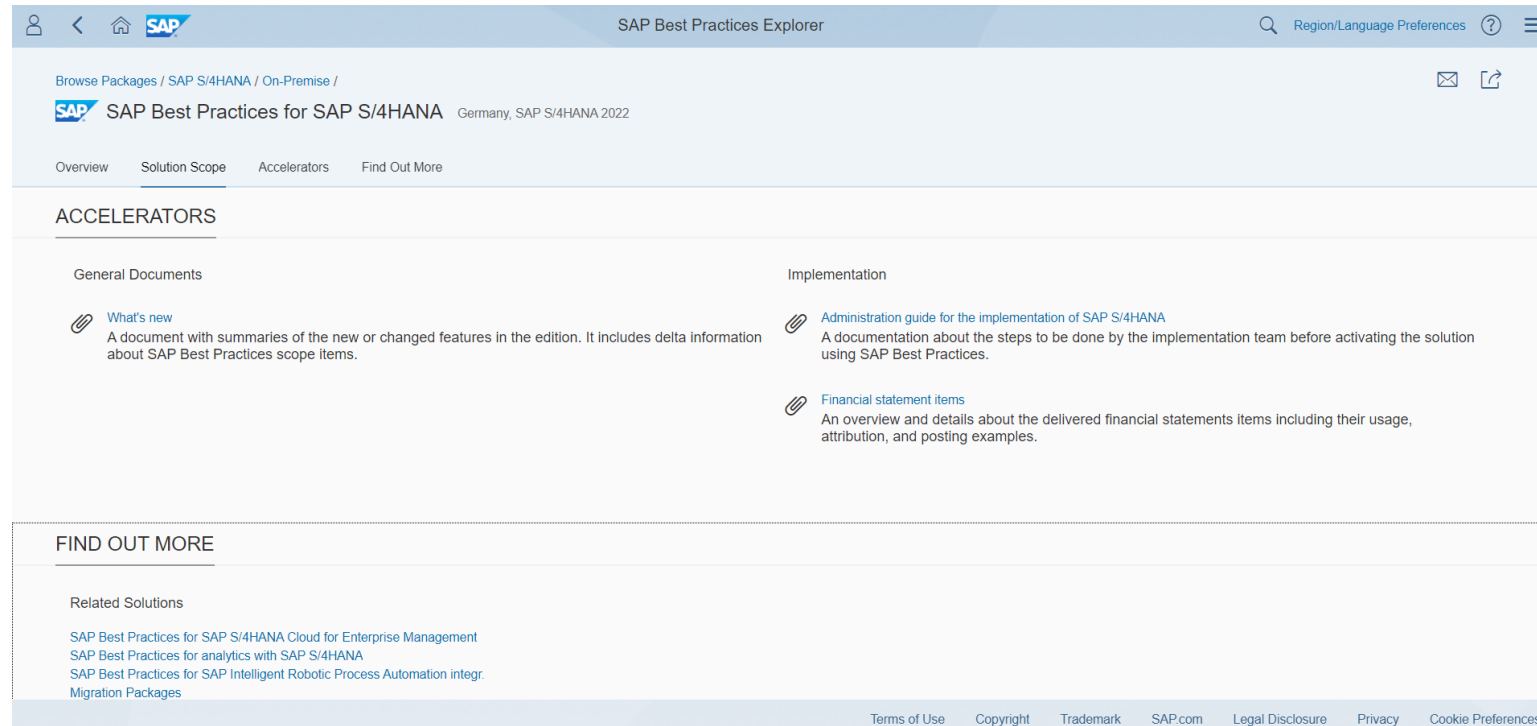 SAP
SAP Best Practices Explorer
Region/Language Preferences
Browse Packages / SAP S/4HANA / On-Premise /
SAP SAP Best Practices for SAP S/4HANA Germany, SAP S/4HANA 2022
Overview Solution Scope Accelerators Find Out More
ACCELERATORS
General Documents
What's new
A document with summaries of the new or changed features in the edition. It includes delta information
about SAP Best Practices scope items.
Implementation
Administration guide for the implementation of SAP S/4HANA
A documentation about the steps to be done by the implementation team before activating the solution
using SAP Best Practices.
Financial statement items
An overview and details about the delivered financial statements items including their usage,
attribution, and posting examples.
FIND OUT MORE
Related Solutions
SAP Best Practices for SAP S/4HANA Cloud for Enterprise Management
SAP Best Practices for analytics with SAP S/4HANA
SAP Best Practices for SAP Intelligent Robotic Process Automation integr.
Migration Packages
Terms of Use Copyright Trademark SAP.com Legal Disclosure Privacy Cookie Preferences